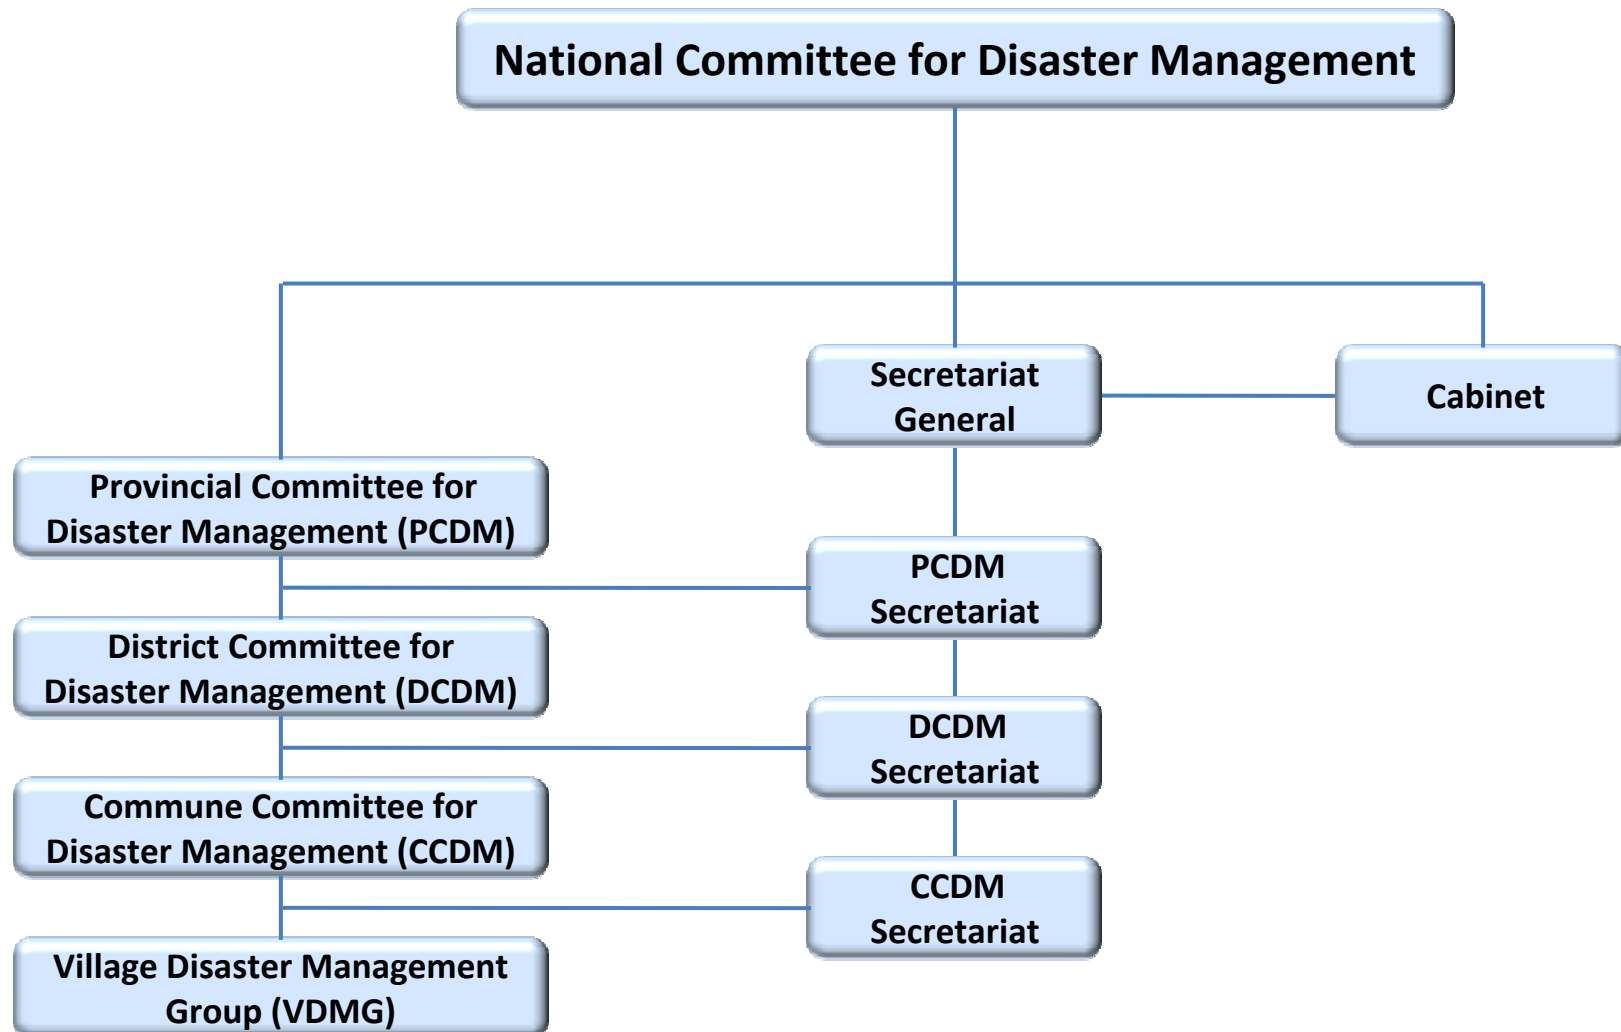 National Committee for Disaster Management
Secretariat
General
Cabinet
Provincial Committee for
Disaster Management (PCDM)
PCDM
Secretariat
District Committee for
Disaster Management (DCDM)
DCDM
Secretariat
Commune Committee for
Disaster Management (CCDM)
CCDM
Secretariat
Village Disaster Management
Group (VDMG)